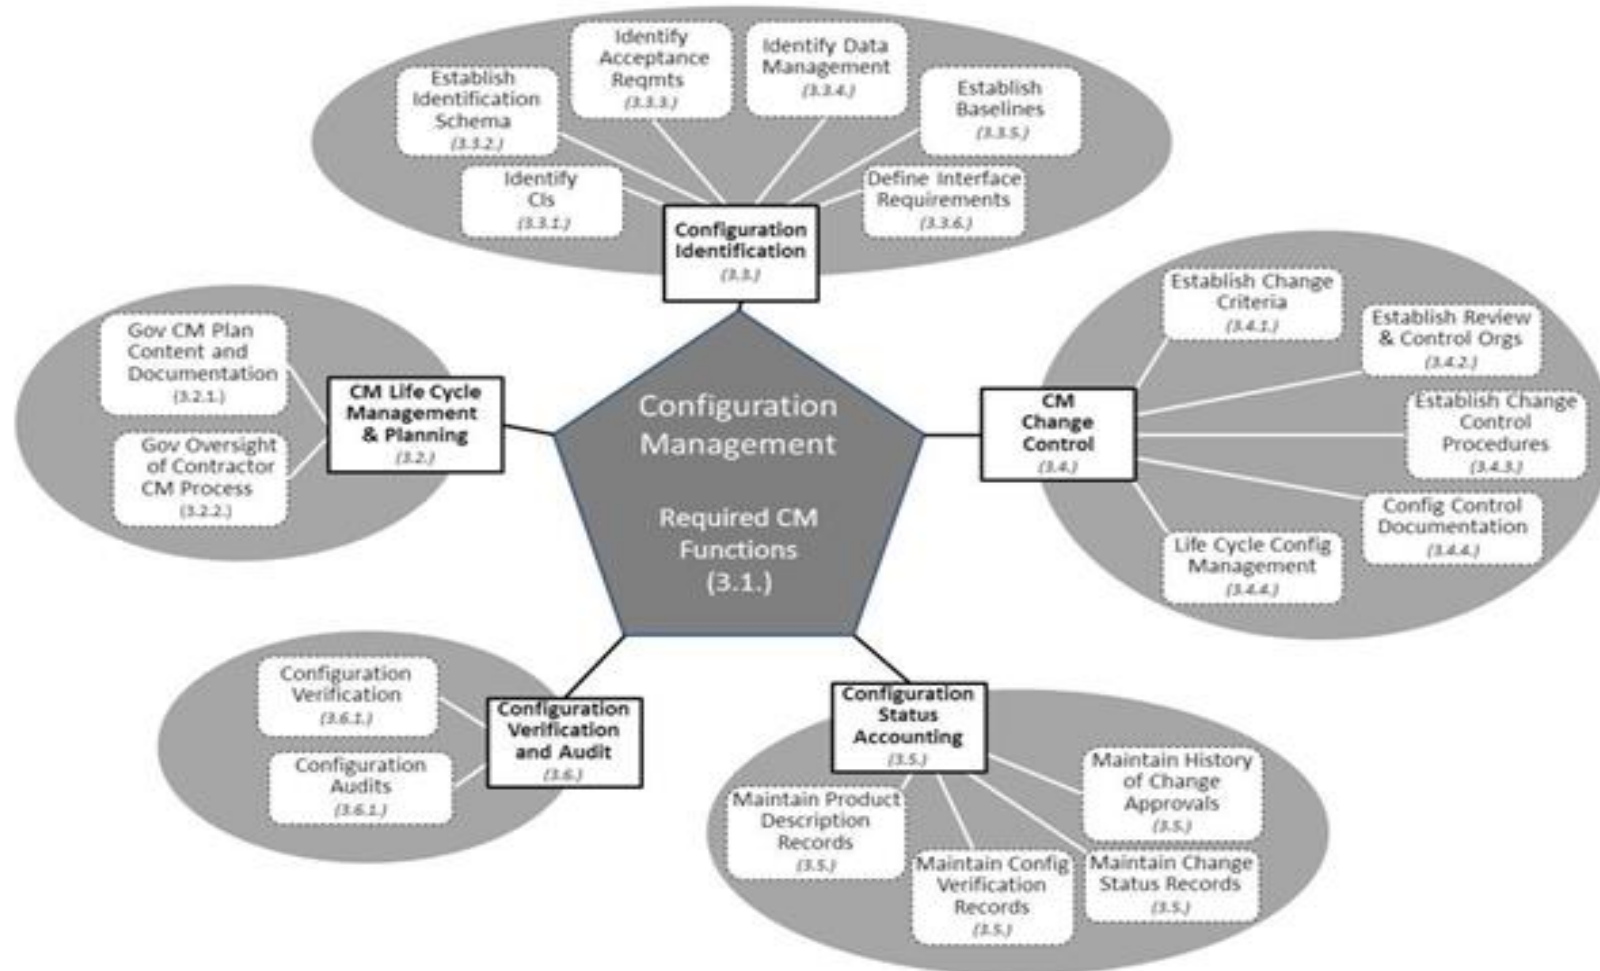 Identify
Acceptance
Reqmts
(3.3.3.)
Identify Data
Management
(3.3.4.)
Establish
Identification
Schema
(3.3.2.)
Establish
Baselines
(3.3.5.)
Identify
CIs
(3.3.1.)
Define Interface
Requirements
(3.3.6.)
Configuration
Identification
(3.3.)
Gov CM Plan
Content and
Documentation
(3.2.1.)
Gov Oversight
of Contractor
CM Process
(3.2.2.)
CM Life Cycle
Management
& Planning
(3.2.)
Configuration
Management
Required CM
Functions
(3.1.)
CM
Change
Control
(3.4.)
Establish Change
Criteria
(3.4.1.)
Establish Review
& Control Orgs
(3.4.2.)
Establish Change
Control
Procedures
(3.4.3.)
Config Control
Documentation
(3.4.4.)
Life Cycle Config
Management
(3.4.4.)
Configuration
Verification
(3.6.1.)
Configuration
Audits
(3.6.1.)
Configuration
Verification
and Audit
(3.6.)
Configuration
Status
Accounting
(3.5.)
Maintain Product
Description
Records
(3.5.)
Maintain Config
Verification
Records
(3.5.)
Maintain History
of Change
Approvals
(3.5.)
Maintain Change
Status Records
(3.5.)